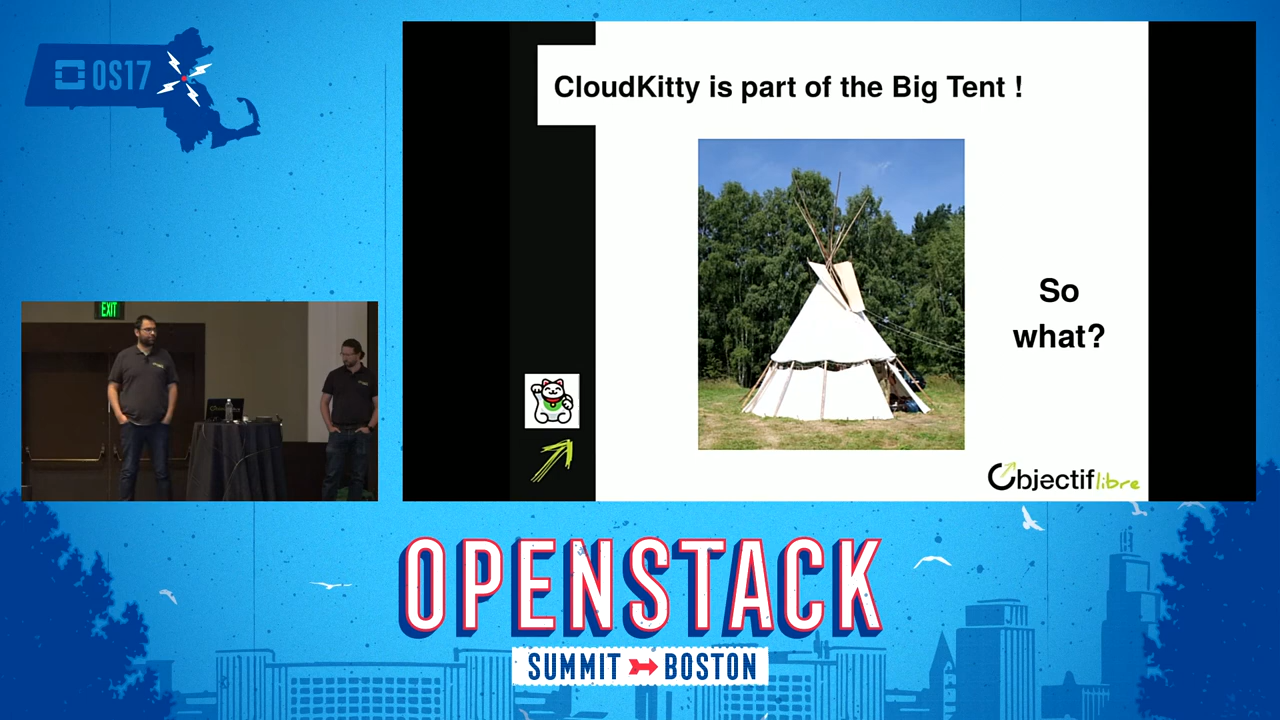 OS17
CloudKitty is part of the Big Tent !
So
what?
EXIT
Objectif libre
OPENSTACK
SUMMIT BOSTON